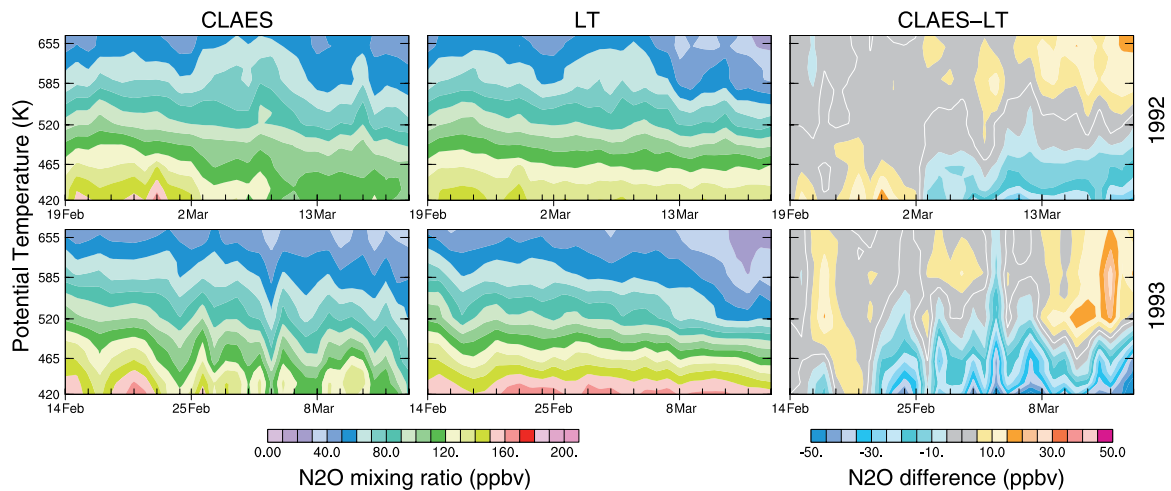 CLAES LT CLAES–LT
Potential Temperature (K)
655
585
520
465
420
19Feb 2Mar 13Mar
19Feb 2Mar 13Mar
19Feb 2Mar 13Mar
1992
655
585
520
465
420
14Feb 25Feb 8Mar
14Feb 25Feb 8Mar
14Feb 25Feb 8Mar
1993
0.00 40.0 80.0 120. 160. 200.
N2O mixing ratio (ppbv)
-50. -30. -10. 10.0 30.0 50.0
N2O difference (ppbv)